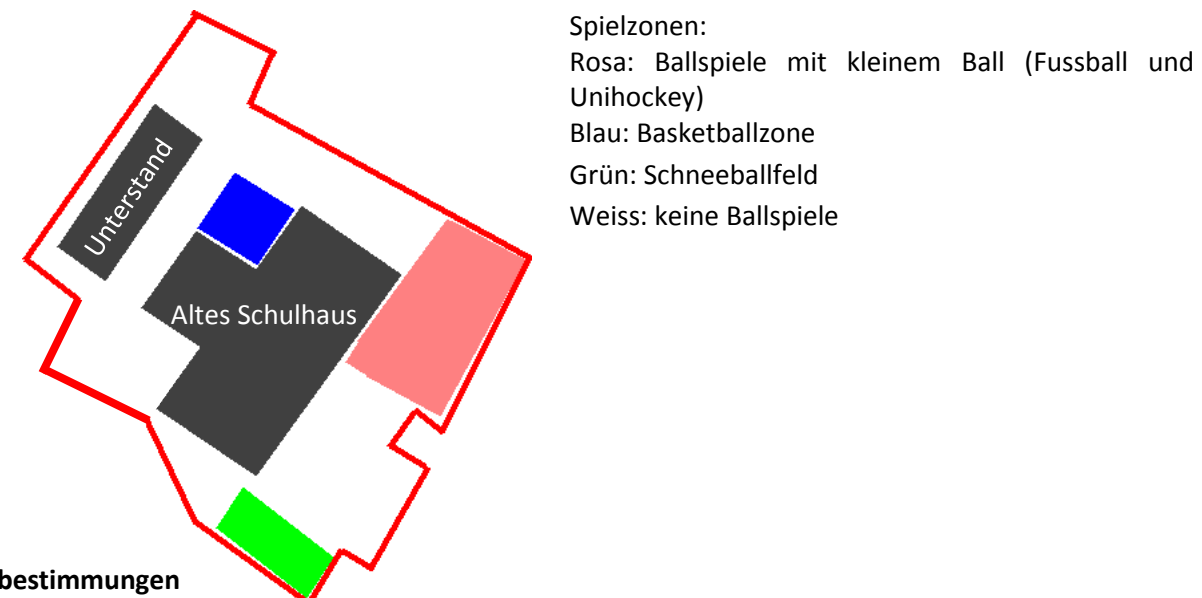 Spielzonen:
Rosa: Ballspiele mit kleinem Ball (Fussball und
Unihockey)
Blau: Basketballzone
Grün: Schneeballfeld
Weiss: keine Ballspiele
Unterstand
Altes Schulhaus
bestimmungen